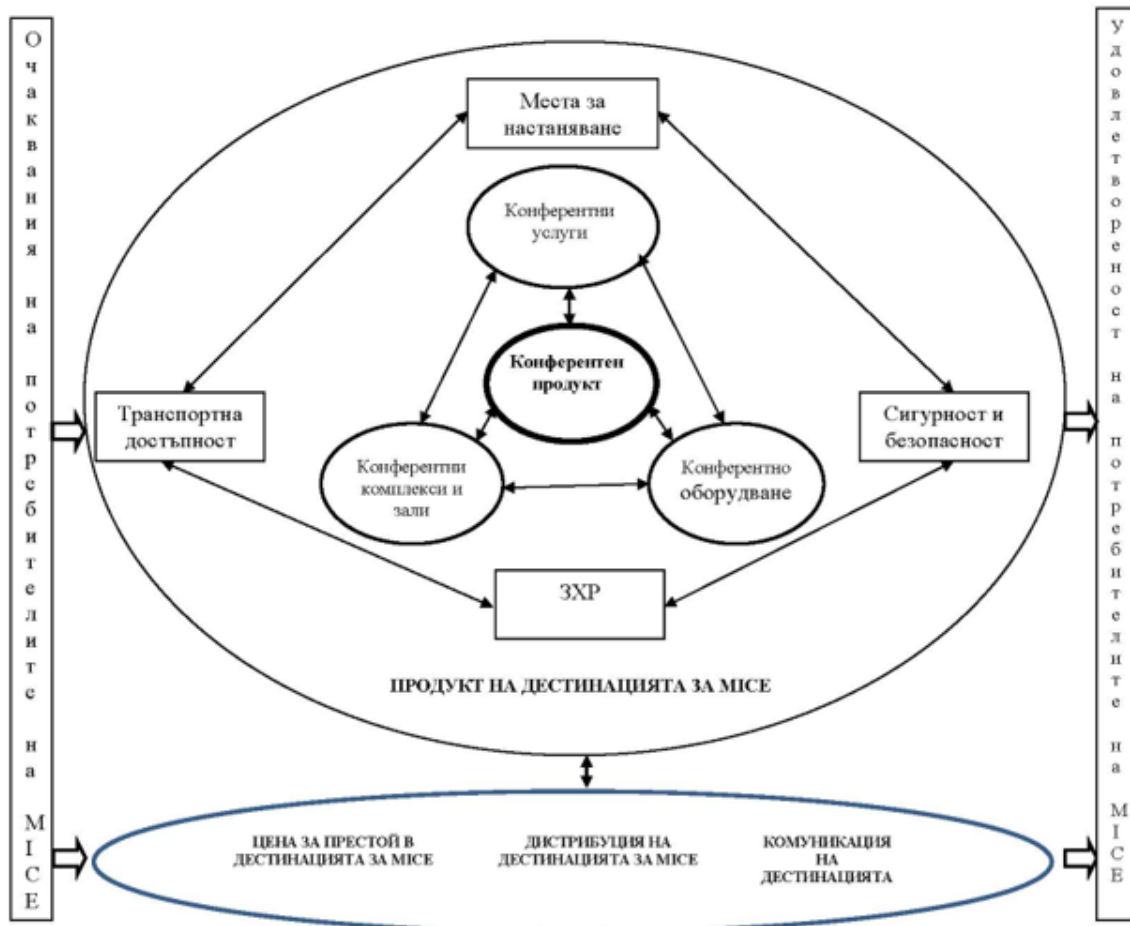 Очаквания на потребителите на MICE
Места за
настаняване
Конферентни
услуги
Конферентен
продукт
Транспортна
достъпност
Сигурност и
безопасност
Конферентни
комплекси и
зали
Конферентно
оборудване
ЗХР
ПРОДУКТ НА ДЕСТИНАЦИЯТА ЗА MICE
ЦЕНА ЗА ПРЕСТОЙ В
ДЕСТИНАЦИЯТА ЗА MICE
ДИСТРИБУЦИЯ НА
ДЕСТИНАЦИЯТА ЗА MICE
КОМУНИКАЦИЯ
НА
ДЕСТИНАЦИЯТА
Удовлетвореност на потребителите на MICE